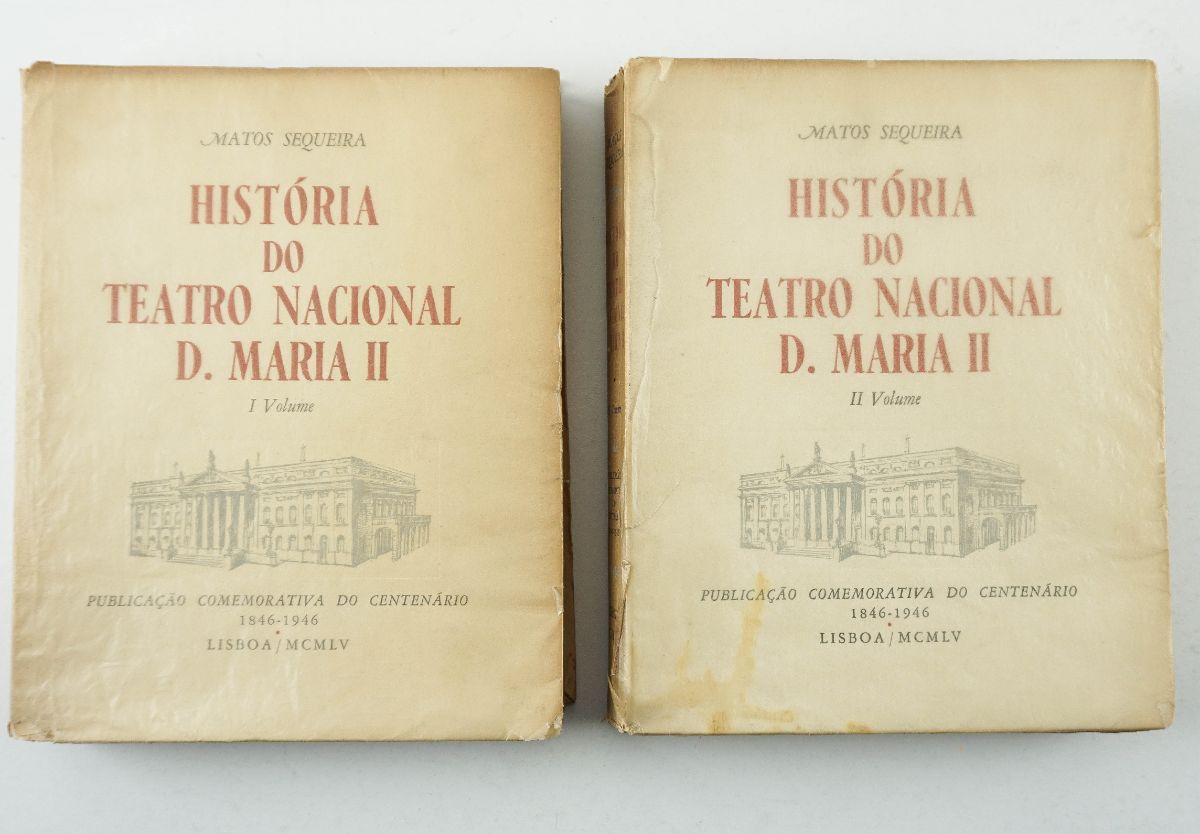 MATOS SEQUEIRA
HISTÓRIA
DO
TEATRO NACIONAL
D. MARIA II
I Volume
PUBLICAÇÃO COMEMORATIVA DO CENTENÁRIO
1846-1946
LISBOA/MCMLV
MATOS SEQUEIRA
HISTÓRIA
DO
TEATRO NACIONAL
D. MARIA II
II Volume
PUBLICAÇÃO COMEMORATIVA DO CENTENÁRIO
1846-1946
LISBOA/MCMLV